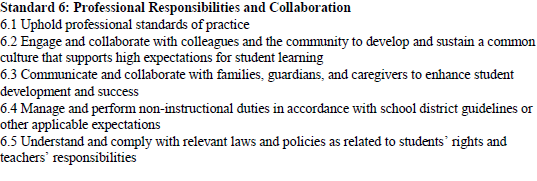 Standard 6: Professional Responsibilities and Collaboration
6.1 Uphold professional standards of practice
6.2 Engage and collaborate with colleagues and the community to develop and sustain a common
culture that supports high expectations for student learning
6.3 Communicate and collaborate with families, guardians, and caregivers to enhance student
development and success
6.4 Manage and perform non-instructional duties in accordance with school district guidelines or
other applicable expectations
6.5 Understand and comply with relevant laws and policies as related to students’ rights and
teachers’ responsibilities